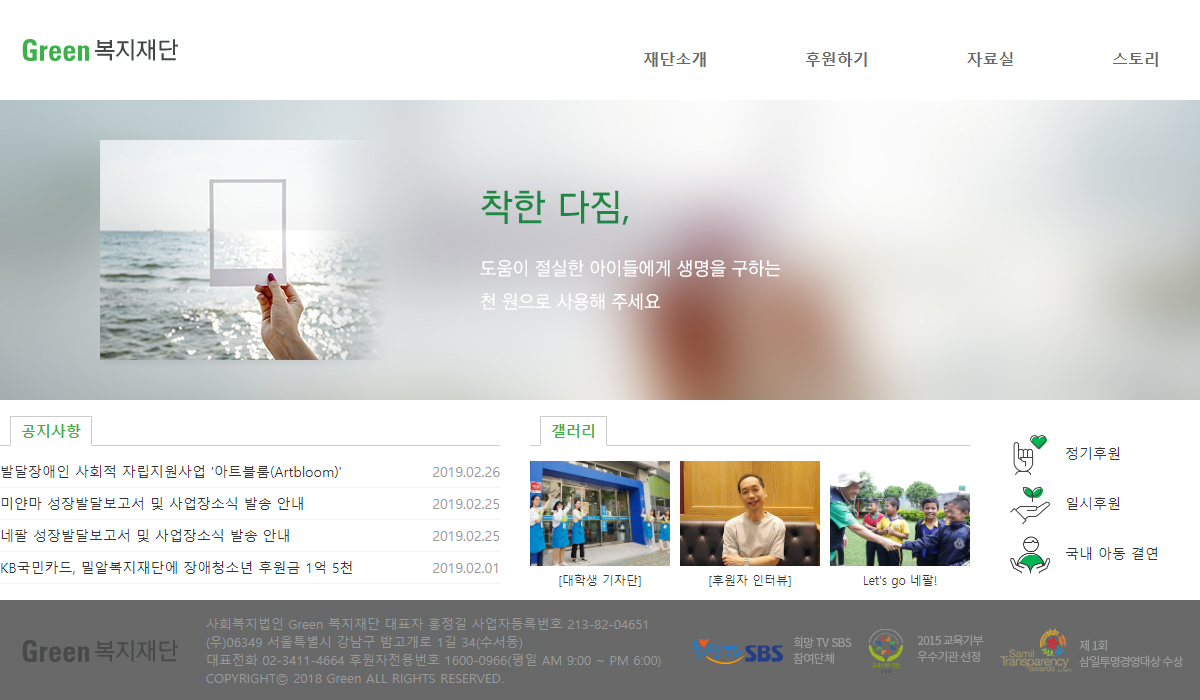 Green 복지재단
재단소개 후원하기 자료실 스토리
착한 다짐,
도움이 절실한 아이들에게 생명을 구하는
천 원으로 사용해 주세요
공지사항
발달장애인 사회적 자립지원사업 '아트블룸(Artbloom)' 2019.02.26
미얀마 성장발달보고서 및 사업장소식 발송 안내 2019.02.25
네팔 성장발달보고서 및 사업장소식 발송 안내 2019.02.25
KB국민카드, 밀알복지재단에 장애청소년 후원금 1억 5천 2019.02.01
갤러리
[대학생 기자단] [후원자 인터뷰] Let's go 네팔!
정기후원
일시후원
국내 아동 결연
Green 복지재단
사회복지법인 Green 복지재단 대표자 홍정길 사업자등록번호 213-82-04651
(우)06349 서울특별시 강남구 밤고개로 1길 34(수서동)
대표전화 02-3411-4664 후원자전용번호 1600-0966(평일 AM 9:00 ~ PM 6:00)
COPYRIGHT@ 2018 Green ALL RIGHTS RESERVED.
SBS
희망 TV SBS
참여단체
2015 교육기부
우수기관 선정
Samil
Transparency
awards
제 1회
삼일투명경영대상 수상